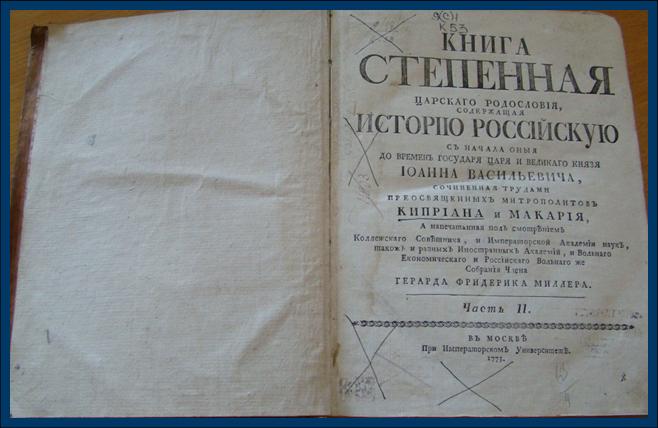 ЯСН
К53
КНИГА
СТЕПЕННАЯ
ЦАРСКАГО РОДОСЛОВІЯ,
СОДЕРЖАЩАЯ
ИСТОРІЮ РОССІЙСКУЮ
СЪ НАЧАЛА ОНЫЯ
ДО ВРЕМЕНЪ ГОСУДАРЯ ЦАРЯ И ВЕЛИКАГО КНЯЗЯ
ІОАННА ВАСИЛЬЕВИЧА,
СОЧИНЕННАЯ ТРУДАМИ
ПРЕОСВЯЩЕННЫХЪ МИТРОПОЛИТОВЪ
КИПРІАНА И МАКАРІЯ,
А напечатанная подъ смотрѣніемъ
Коллежскаго Совѣтника, и Императорской Академіи наукъ,
такожъ и разныхъ Иностранныхъ Академій, и Вольнаго
Економическаго и Россійскаго Вольнаго же
Собранія Члена
ГЕРАРДА ФРИДЕРИКА МИЛЛЕРА.
Часть II.
ВЪ МОСКВѢ
При Императорскомъ Университетѣ.
1775.